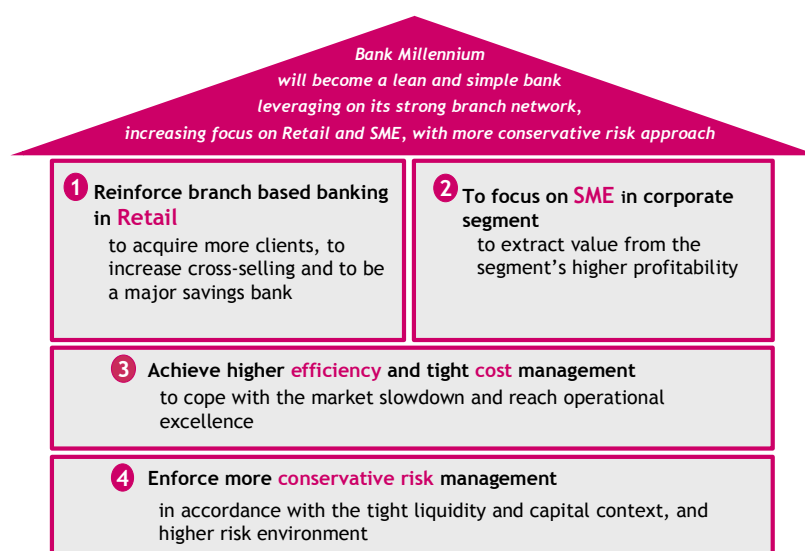 Bank Millennium
will become a lean and simple bank
leveraging on its strong branch network,
increasing focus on Retail and SME, with more conservative risk approach
1 Reinforce branch based banking
in Retail
to acquire more clients, to
increase cross-selling and to be
a major savings bank
2 To focus on SME in corporate
segment
to extract value from the
segment's higher profitability
3 Achieve higher efficiency and tight cost management
to cope with the market slowdown and reach operational
excellence
4 Enforce more conservative risk management
in accordance with the tight liquidity and capital context, and
higher risk environment